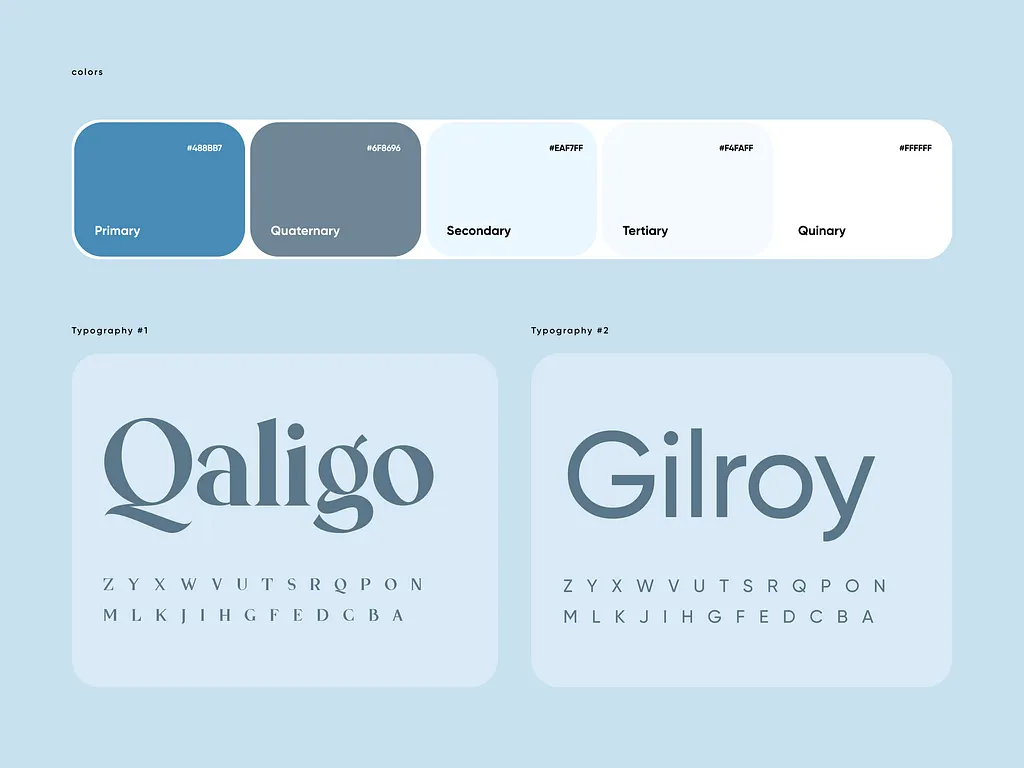 colors
#488BB7 #6F8696 #EAF7FF #F4FAFF #FFFFFF
Primary Quaternary Secondary Tertiary Quinary
Typography #1
Typography #2
Qaligo
Z Y X W V U T S R Q P O N
M L K J I H G F E D C B A
Gilroy
Z Y X W V U T S R Q P O N
M L K J I H G F E D C B A